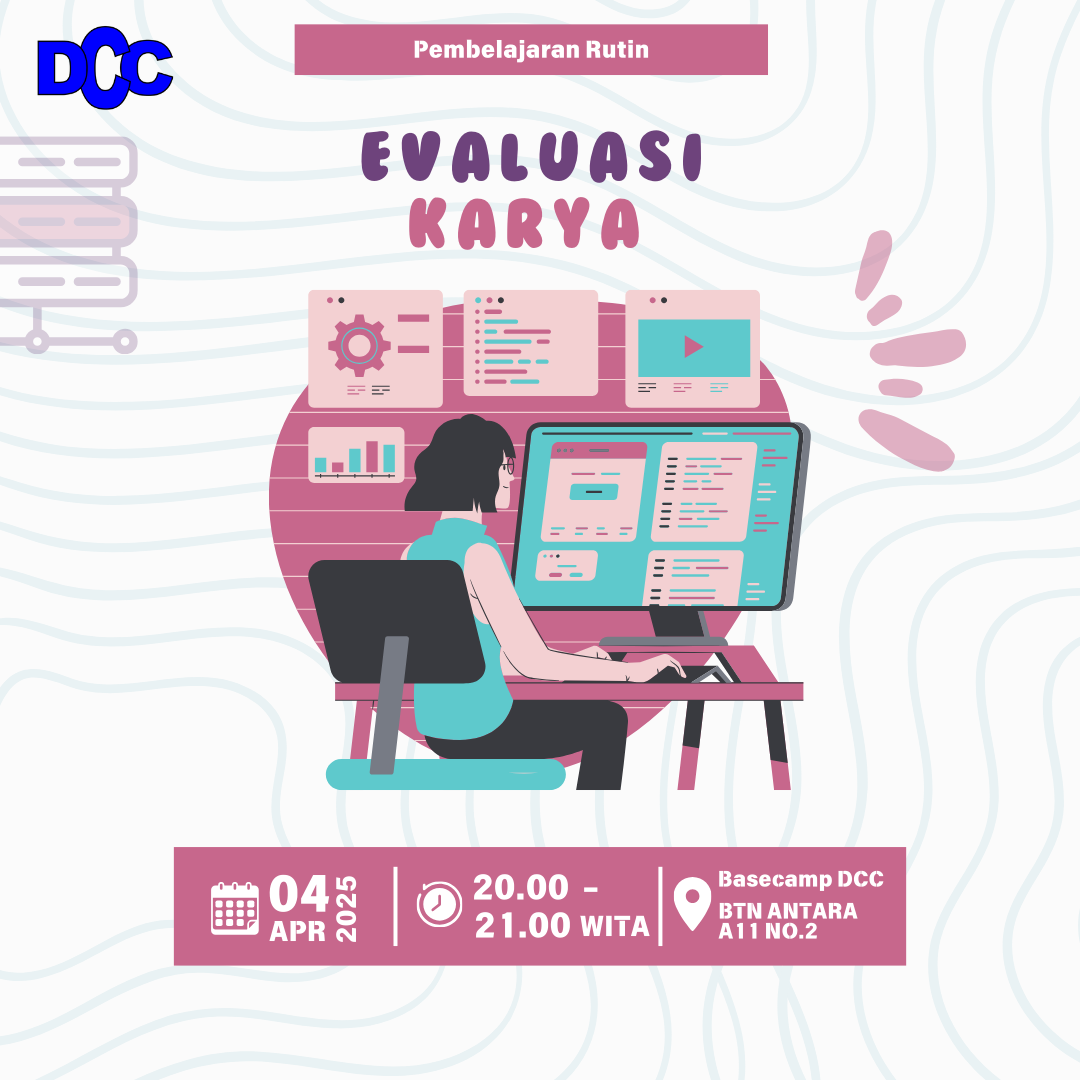 DCC
Pembelajaran Rutin
EVALUASI
KARYA
04
APR
2025
20.00 –
21.00 WITA
Basecamp DCC
BTN ANTARA
A11 NO.2